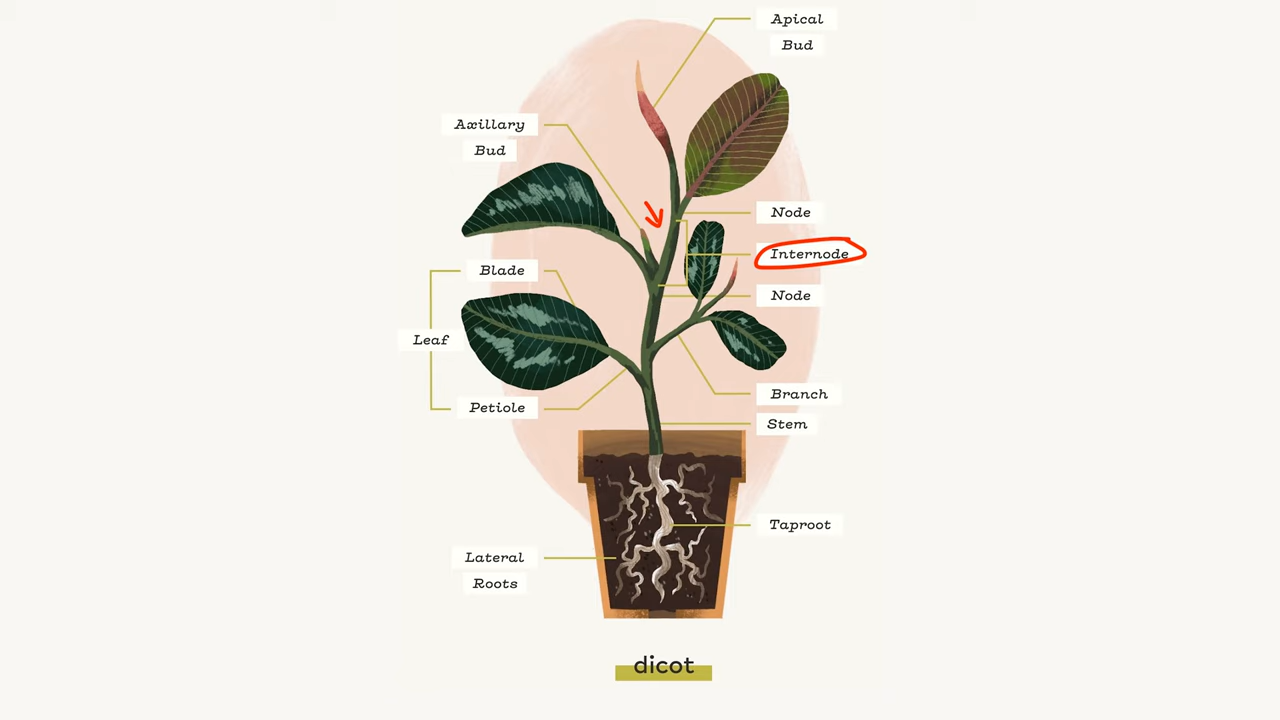 Apical
Bud
Axillary
Bud
Node
Internode
Blade
Node
Leaf
Branch
Petiole
Stem
Taproot
Lateral
Roots
dicot